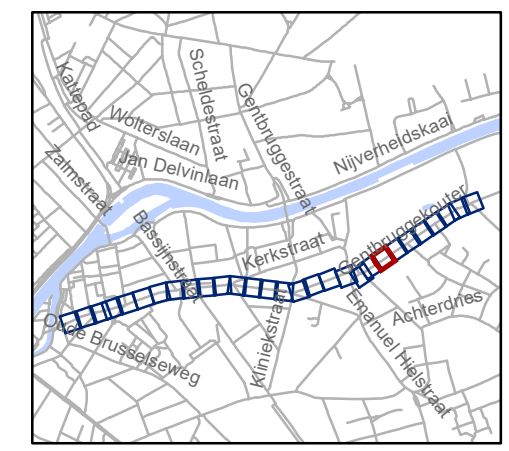 Kattepad
Scheldestraat
Gentbruggestraat
Wolterslaan
Nijverheidskaai
Jan Delvinlaan
Zalmstraat
Bassijnstraat
Gentbruggekouter
Kerkstraat
Achterdries
Emanuel Hielstraat
Oude Brusselseweg
Kliniekstraat